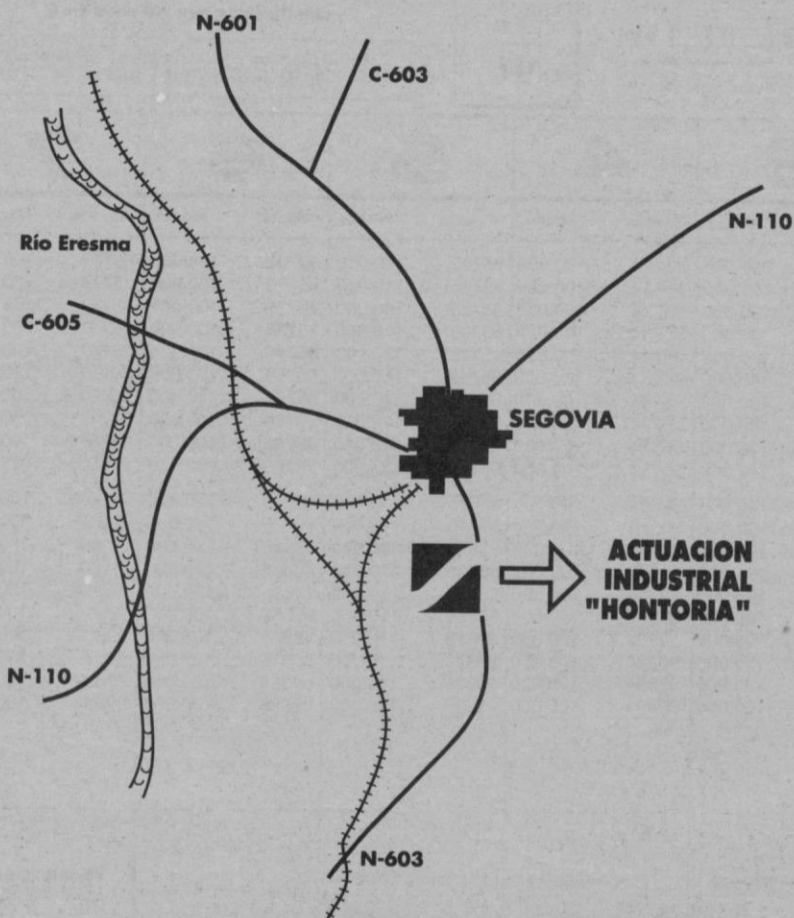 N-601
C-603
N-110
Río Eresma
C-605
SEGOVIA
ACTUACION
INDUSTRIAL
"HONTORIA"
N-110
N-603